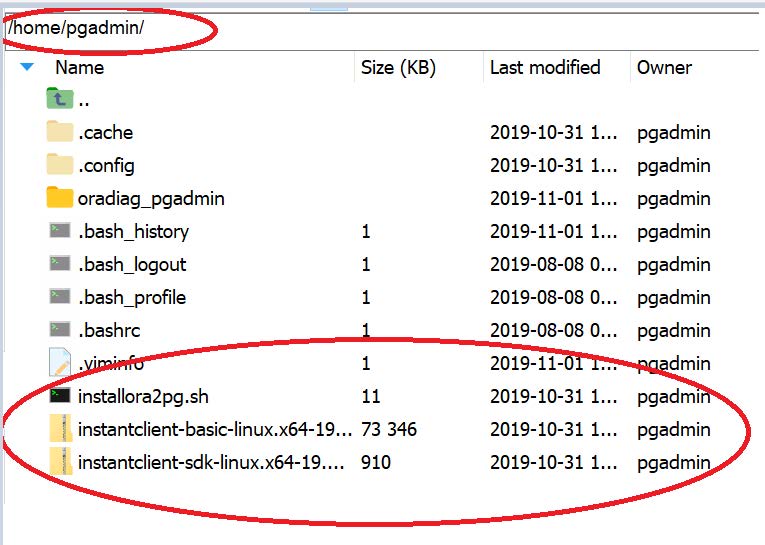 /home/pgadmin/
Name Size (KB) Last modified Owner
..
.cache 2019-10-31 1... pgadmin
.config 2019-10-31 1... pgadmin
oradiag_pgadmin 2019-11-01 1... pgadmin
.bash_history 1 2019-11-01 1... pgadmin
.bash_logout 1 2019-08-08 0... pgadmin
.bash_profile 1 2019-08-08 0... pgadmin
.bashrc 1 2019-08-08 0... pgadmin
.viminfo 1 2019-11-01 1... pgadmin
installora2pg.sh 11 2019-10-31 1... pgadmin
instantclient-basic-linux.x64-19... 73 346 2019-10-31 1... pgadmin
instantclient-sdk-linux.x64-19.... 910 2019-10-31 1... pgadmin